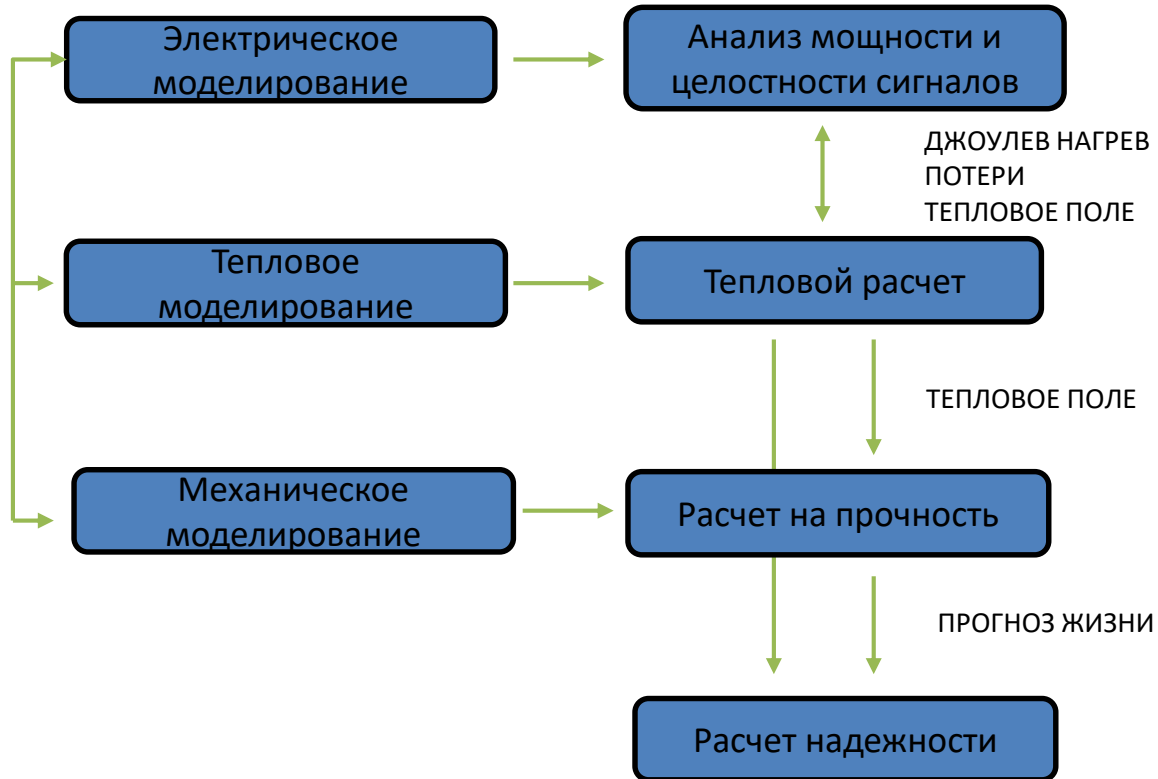 Электрическое
моделирование
Анализ мощности и
целостности сигналов
ДЖОУЛЕВ НАГРЕВ
ПОТЕРИ
ТЕПЛОВОЕ ПОЛЕ
Тепловое
моделирование
Тепловой расчет
ТЕПЛОВОЕ ПОЛЕ
Механическое
моделирование
Расчет на прочность
ПРОГНОЗ ЖИЗНИ
Расчет надежности